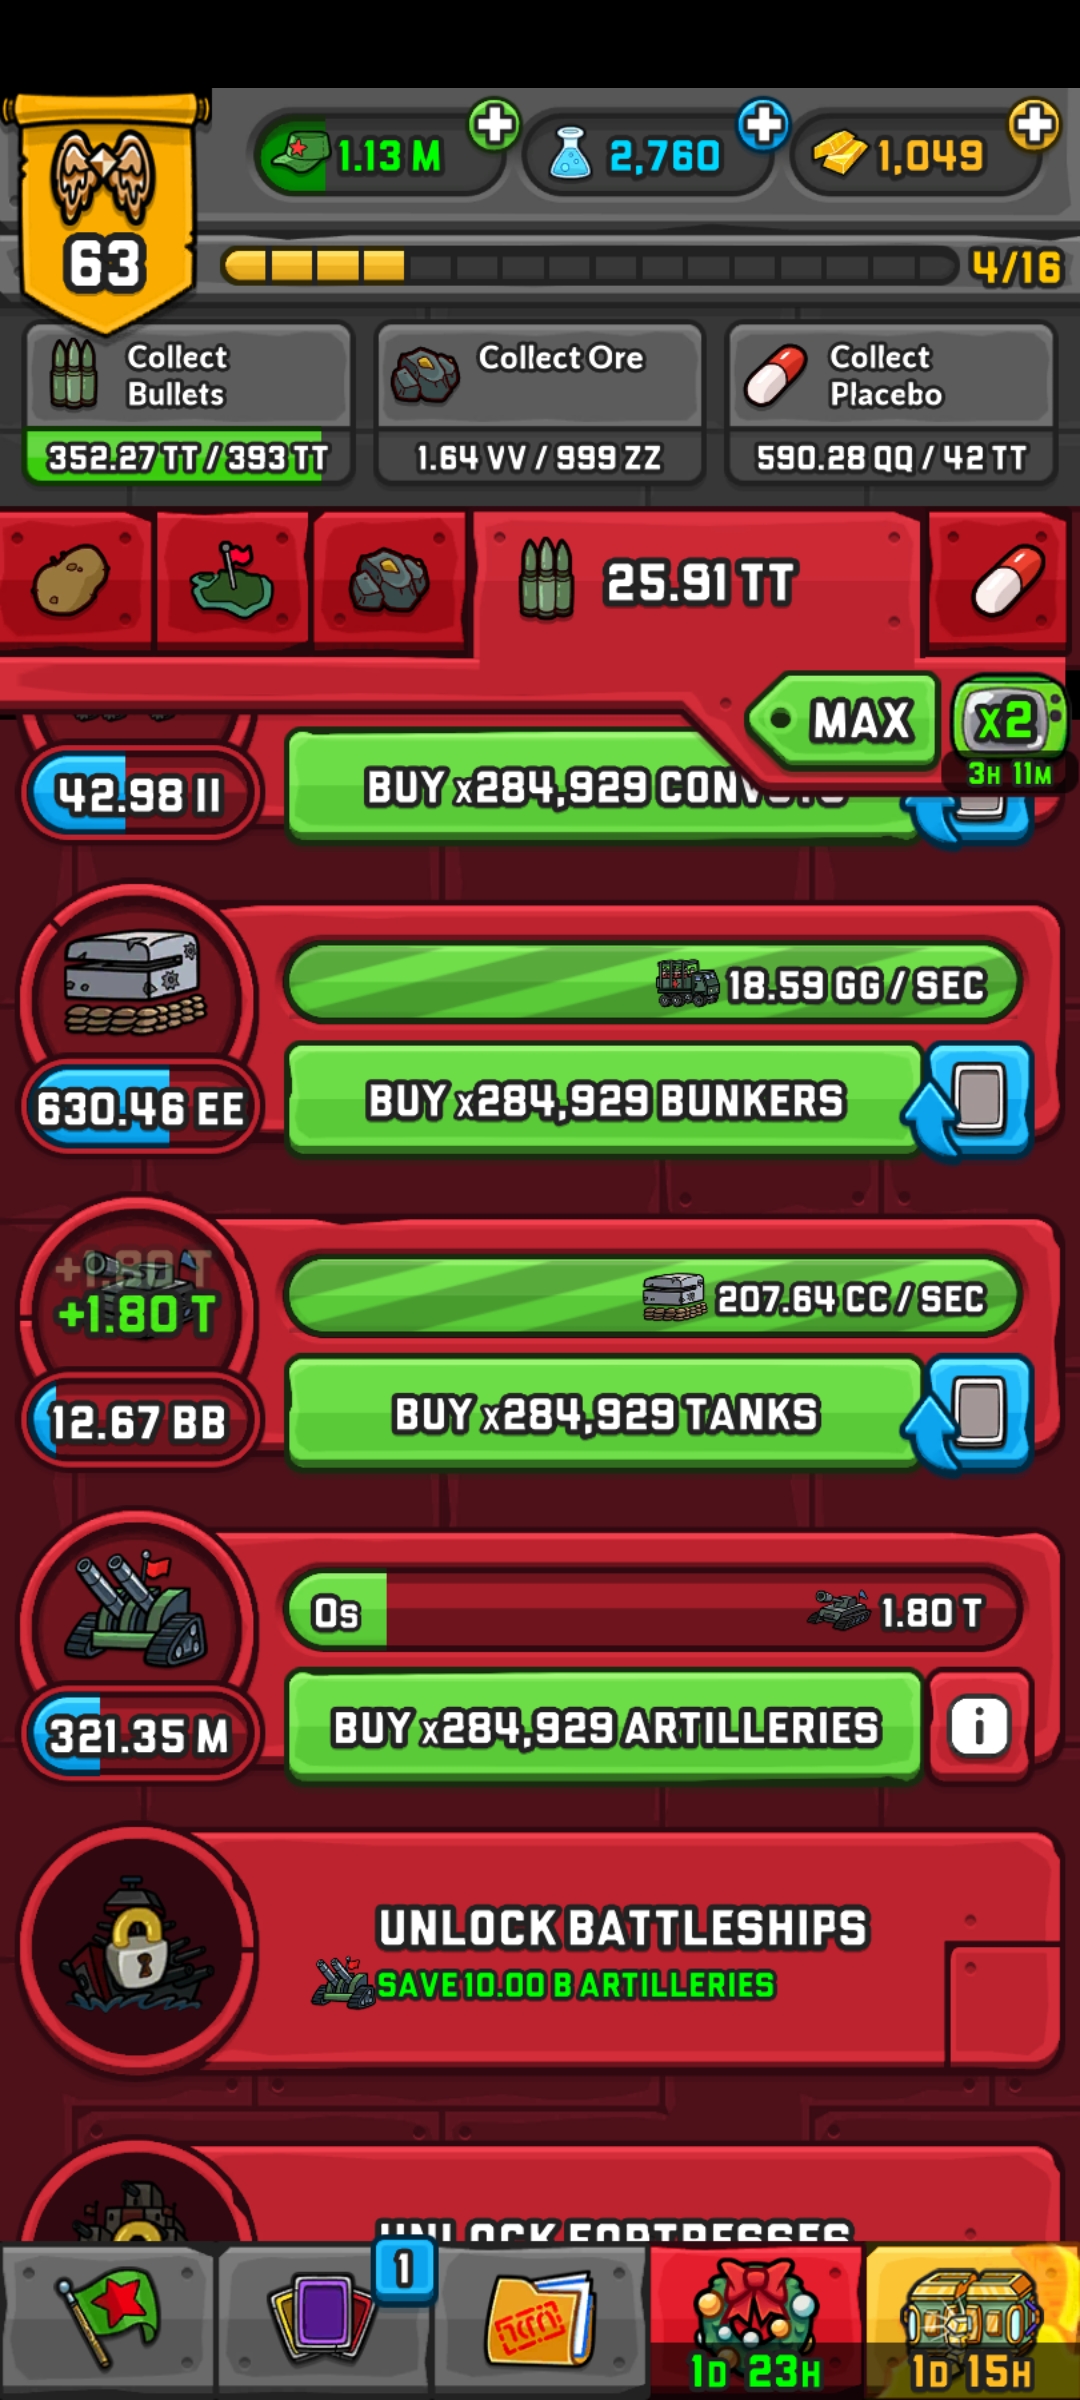 1.13 M
2,760
1,049
63
4/16
Collect
Bullets
Collect Ore
Collect
Placebo
352.27 TT / 393 TT
1.64 VV / 999 ZZ
590.28 QQ / 42 TT
25.91 TT
MAX
x2
3H 11M
42.98 II
BUY x284,929
18.59 GG / SEC
630.46 EE
BUY x284,929 BUNKERS
+1.80 T
+1.80 T
207.64 CC / SEC
12.67 BB
BUY x284,929 TANKS
0s
1.80 T
321.35 M
BUY x284,929 ARTILLERIES
i
UNLOCK BATTLESHIPS
SAVE 10.00 B ARTILLERIES
UNLOCK FORTRESSES
1
1D 23H
1D 15H